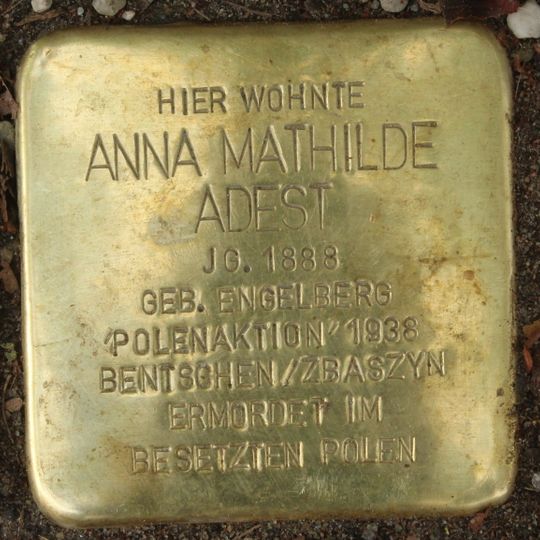 HIER WOHNTE
ANNA MATHILDE
ADEST
JG. 1888
GEB. ENGELBERG
'POLENAKTION' 1938
BENTSCHEN/ZBASZYN
ERMORDET IM
BESETZTEN POLEN